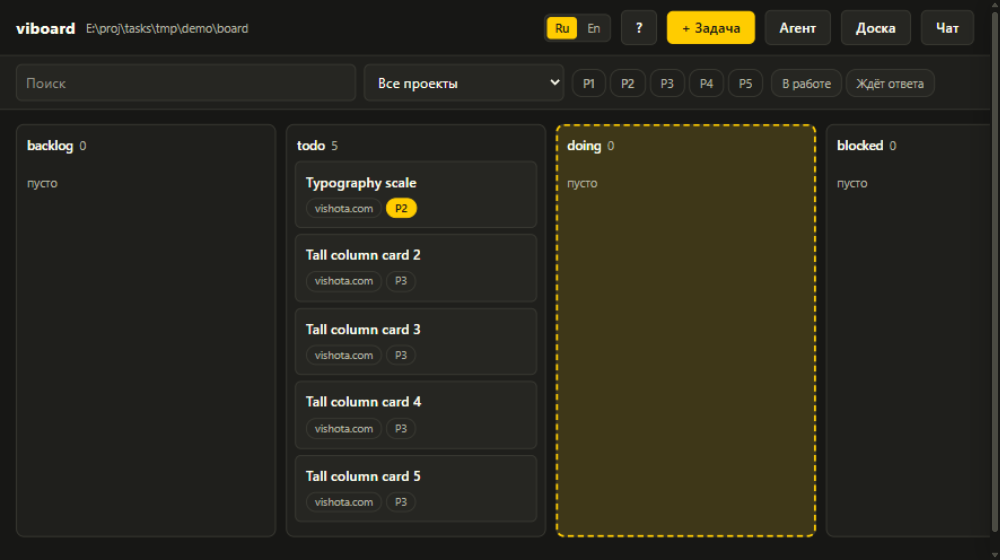 viboard E:\proj\tasks\tmp\demo\board Ru En ? + Задача Агент Доска Чат
Поиск Все проекты P1 P2 P3 P4 P5 В работе Ждёт ответа
backlog 0
пусто
todo 5
Typography scale
vishota.com P2
Tall column card 2
vishota.com P3
Tall column card 3
vishota.com P3
Tall column card 4
vishota.com P3
Tall column card 5
vishota.com P3
doing 0
пусто
blocked 0
пусто